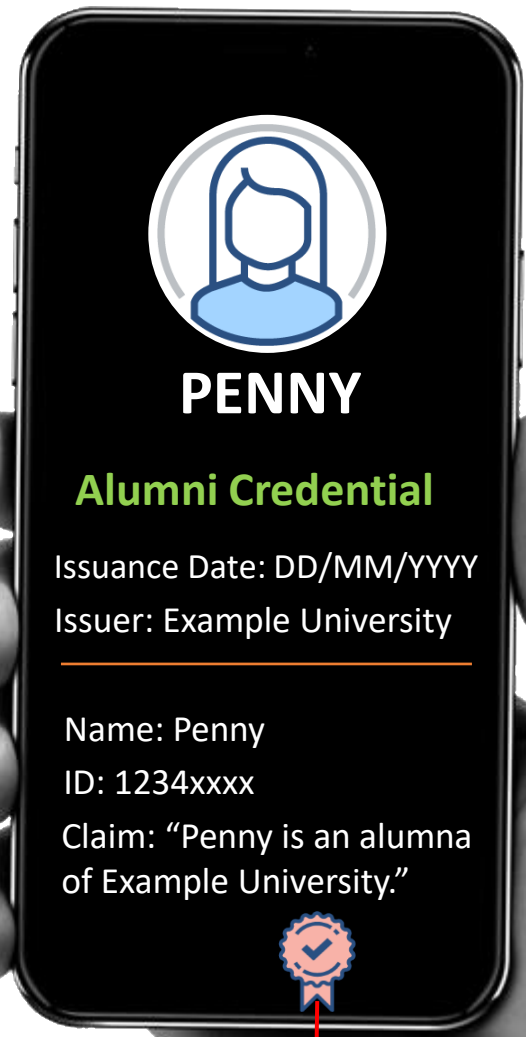 PENNY
Alumni Credential
Issuance Date: DD/MM/YYYY
Issuer: Example University
Name: Penny
ID: 1234xxxx
Claim: “Penny is an alumna
of Example University.”